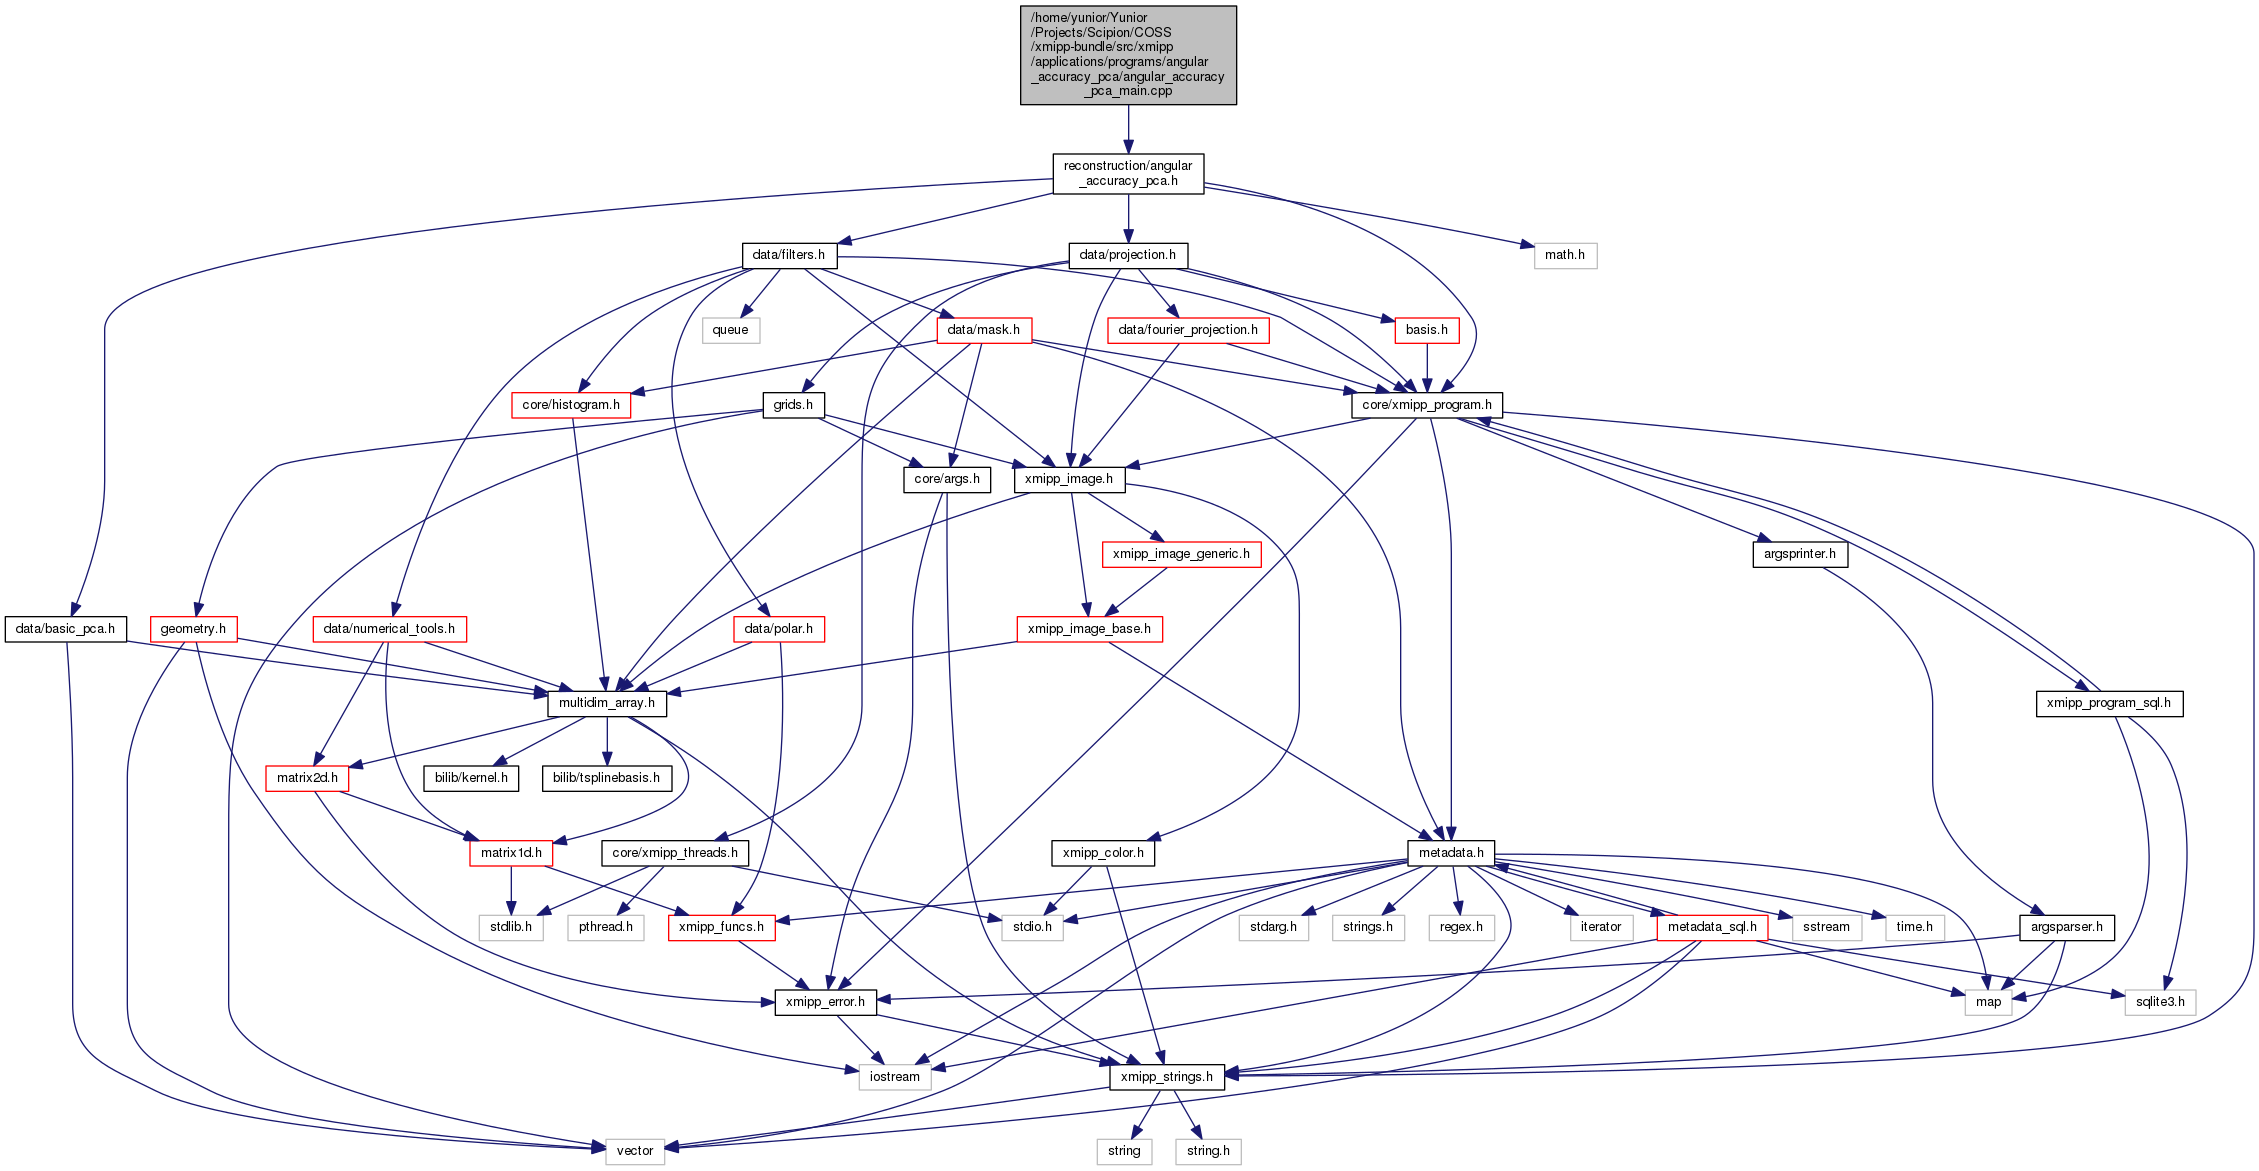 /home/yunior/Yunior
/Projects/Scipion/COSS
/xmipp-bundle/src/xmipp
/applications/programs/angular
_accuracy_pca/angular_accuracy
_pca_main.cpp
reconstruction/angular
_accuracy_pca.h
data/filters.h
data/projection.h
math.h
queue
data/mask.h
data/fourier_projection.h
basis.h
core/histogram.h
grids.h
core/xmipp_program.h
core/args.h
xmipp_image.h
xmipp_image_generic.h
argsprinter.h
data/basic_pca.h
geometry.h
data/numerical_tools.h
data/polar.h
xmipp_image_base.h
multidim_array.h
xmipp_program_sql.h
matrix2d.h
bilib/kernel.h
bilib/tsplinebasis.h
matrix1d.h
core/xmipp_threads.h
xmipp_color.h
metadata.h
stdlib.h
pthread.h
xmipp_funcs.h
stdio.h
stdarg.h
strings.h
regex.h
iterator
metadata_sql.h
sstream
time.h
argsparser.h
xmipp_error.h
map
sqlite3.h
iostream
xmipp_strings.h
vector
string
string.h